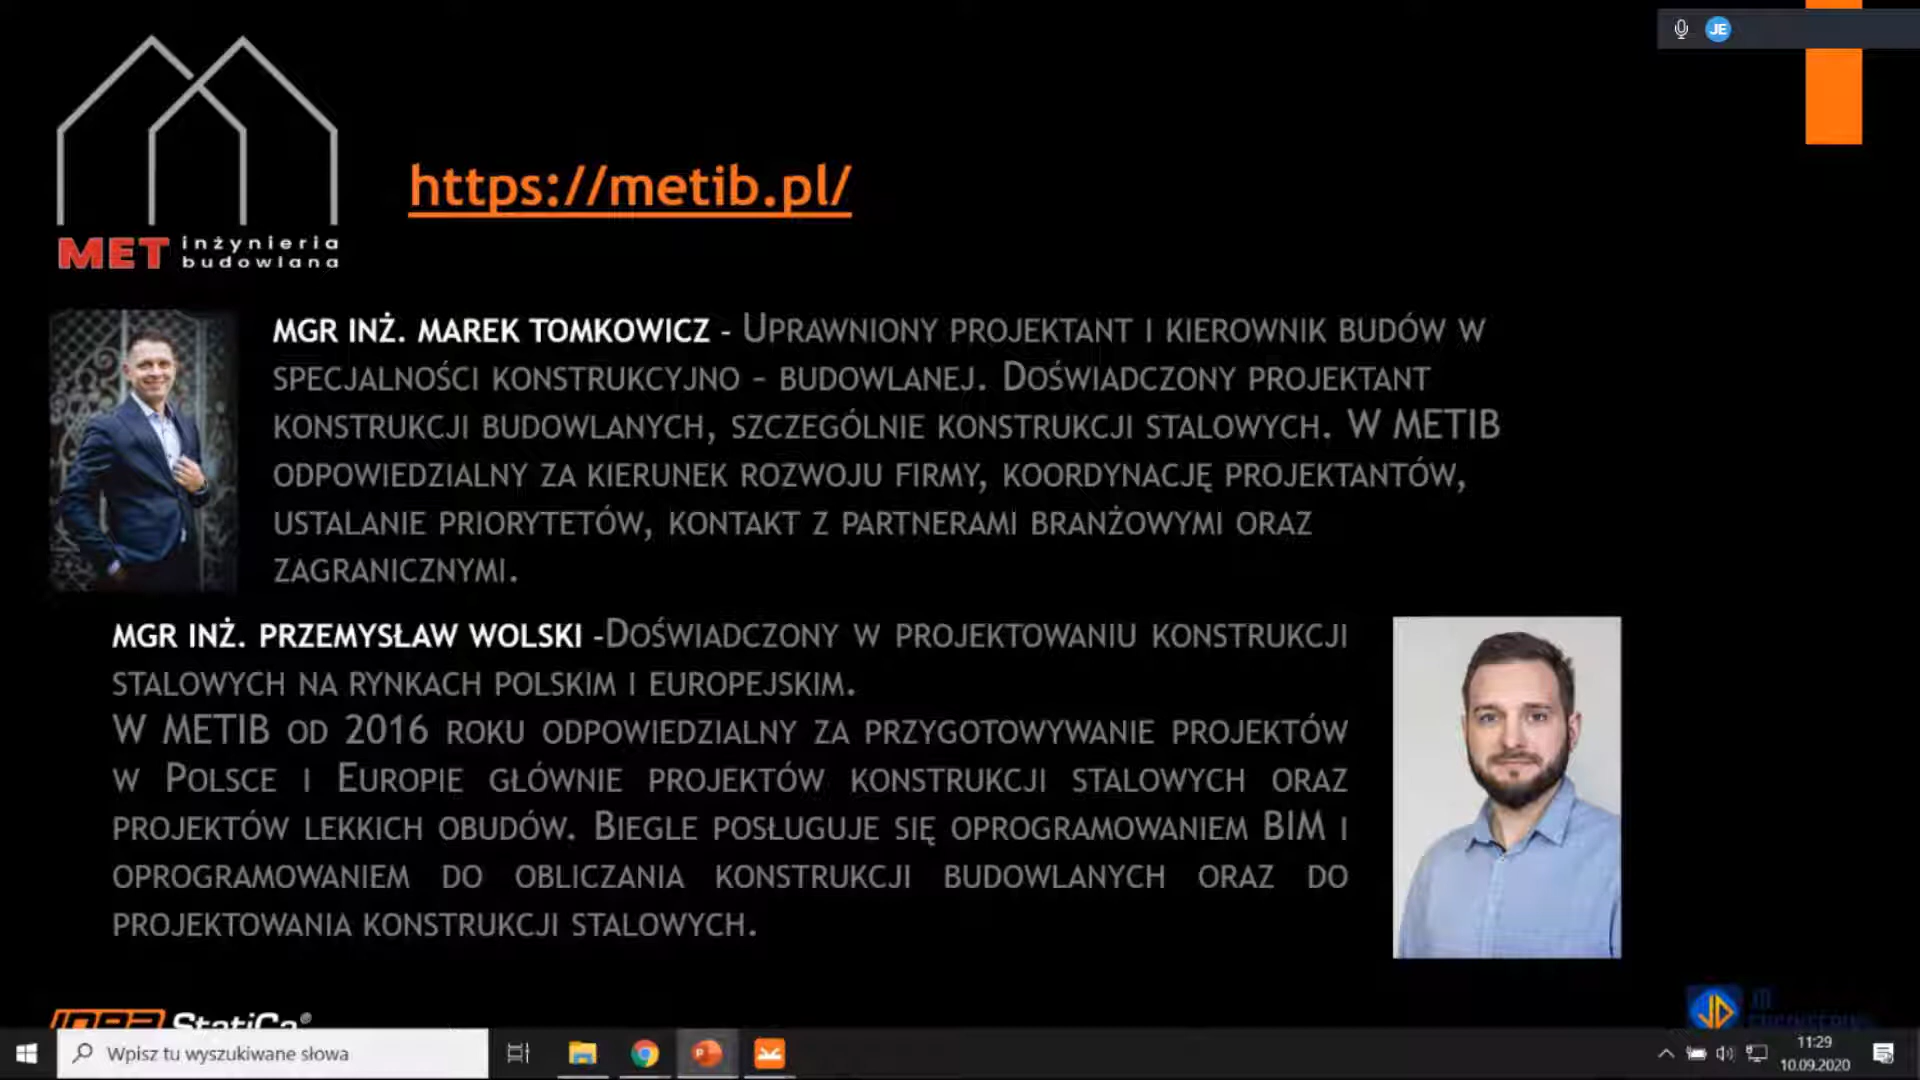 JE
https://metib.pl/
MET inżynieria
budowlana
MGR INŻ. MAREK TOMKOWICZ - UPRAWNIONY PROJEKTANT I KIEROWNIK BUDÓW W
SPECJALNOŚCI KONSTRUKCYJNO – BUDOWLANEJ. DOŚWIADCZONY PROJEKTANT
KONSTRUKCJI BUDOWLANYCH, SZCZEGÓLNIE KONSTRUKCJI STALOWYCH. W METIB
ODPOWIEDZIALNY ZA KIERUNEK ROZWOJU FIRMY, KOORDYNACJĘ PROJEKTANTÓW,
USTALANIE PRIORYTETÓW, KONTAKT Z PARTNERAMI BRANŻOWYMI ORAZ
ZAGRANICZNYMI.
MGR INŻ. PRZEMYSŁAW WOLSKI -DOŚWIADCZONY W PROJEKTOWANIU KONSTRUKCJI
STALOWYCH NA RYNKACH POLSKIM I EUROPEJSKIM.
W METIB OD 2016 ROKU ODPOWIEDZIALNY ZA PRZYGOTOWYWANIE PROJEKTÓW
W POLSCE I EUROPIE GŁÓWNIE PROJEKTÓW KONSTRUKCJI STALOWYCH ORAZ
PROJEKTÓW LEKKICH OBUDÓW. BIEGLE POSŁUGUJE SIĘ OPROGRAMOWANIEM BIM I
OPROGRAMOWANIEM DO OBLICZANIA KONSTRUKCJI BUDOWLANYCH ORAZ DO
PROJEKTOWANIA KONSTRUKCJI STALOWYCH.
StatiCa®
Wpisz tu wyszukiwane słowa
11:29
10.09.2020